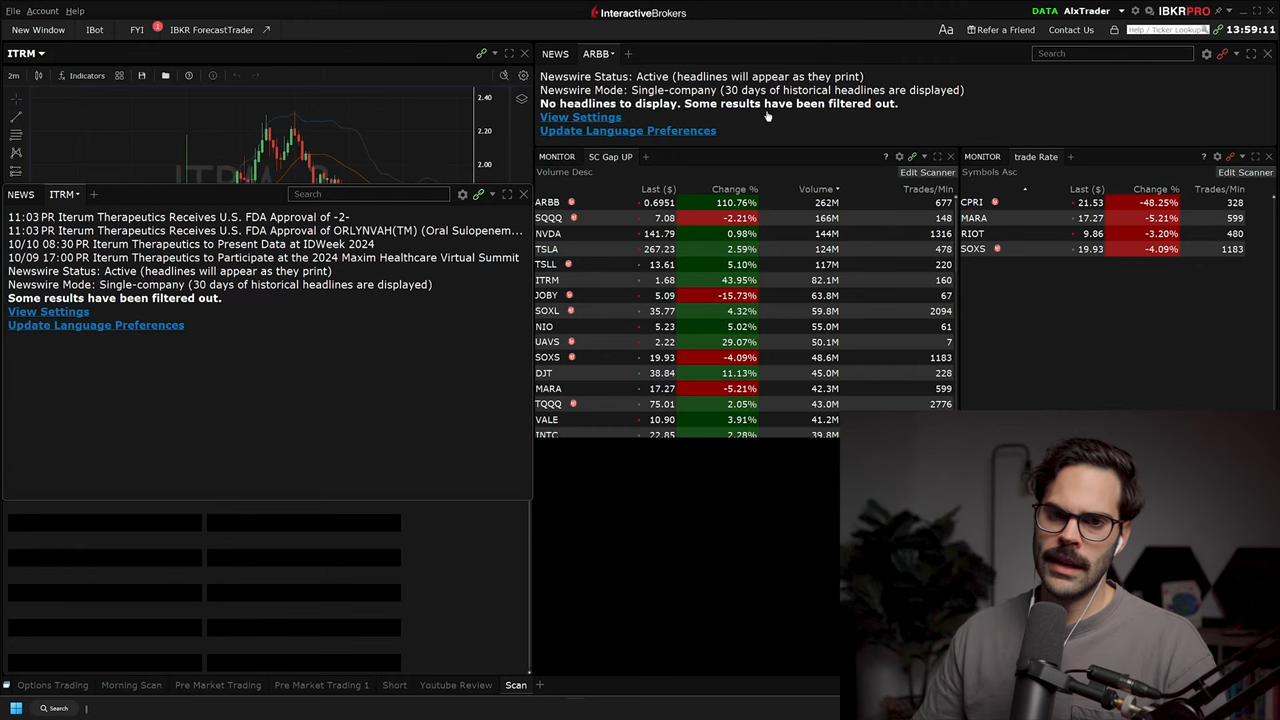 File Account Help
InteractiveBrokers
DATA AlxTrader IBKRPRO
New Window IBot FYI 1 IBKR ForecastTrader
Aa Refer a Friend Contact Us Help / Ticker Lookup 13:59:11
ITRM
2m Indicators
2.40
2.20
2.00
ITRM
NEWS ARBB Search
Newswire Status: Active (headlines will appear as they print)
Newswire Mode: Single-company (30 days of historical headlines are displayed)
No headlines to display. Some results have been filtered out.
View Settings
Update Language Preferences
NEWS ITRM Search
11:03 PR Iterum Therapeutics Receives U.S. FDA Approval of -2-
11:03 PR Iterum Therapeutics Receives U.S. FDA Approval of ORLYNVAH(TM) (Oral Sulopenem...
10/10 08:30 PR Iterum Therapeutics to Present Data at IDWeek 2024
10/09 17:00 PR Iterum Therapeutics to Participate at the 2024 Maxim Healthcare Virtual Summit
Newswire Status: Active (headlines will appear as they print)
Newswire Mode: Single-company (30 days of historical headlines are displayed)
Some results have been filtered out.
View Settings
Update Language Preferences
MONITOR SC Gap UP
Volume Desc Edit Scanner
Last ($) Change % Volume Trades/Min
ARBB 0.6951 110.76% 262M 677
SQQQ 7.08 -2.21% 166M 148
NVDA 141.79 0.98% 144M 1316
TSLA 267.23 2.59% 124M 478
TSLL 13.61 5.10% 117M 220
ITRM 1.68 43.95% 82.1M 160
JOBY 5.09 -15.73% 63.8M 67
SOXL 35.77 4.32% 57.2M 2094
NIO 5.23 5.02% 55.0M 61
UAVS 2.22 29.07% 50.1M 7
SOXS 19.93 -4.09% 48.6M 1183
DJT 38.84 11.13% 45.0M 228
MARA 17.27 -5.21% 42.3M 599
TQQQ 75.01 2.05% 43.0M 2776
VALE 10.90 3.91% 41.2M
INTC 22.85 2.28% 39.8M
MONITOR trade Rate
Symbols Asc Edit Scanner
Last ($) Change % Trades/Min
CPRI 21.53 -48.25% 328
MARA 17.27 -5.21% 599
RIOT 9.86 -3.20% 480
SOXS 19.93 -4.09% 1183
Options Trading Morning Scan Pre Market Trading Pre Market Trading 1 Short Youtube Review Scan
Search